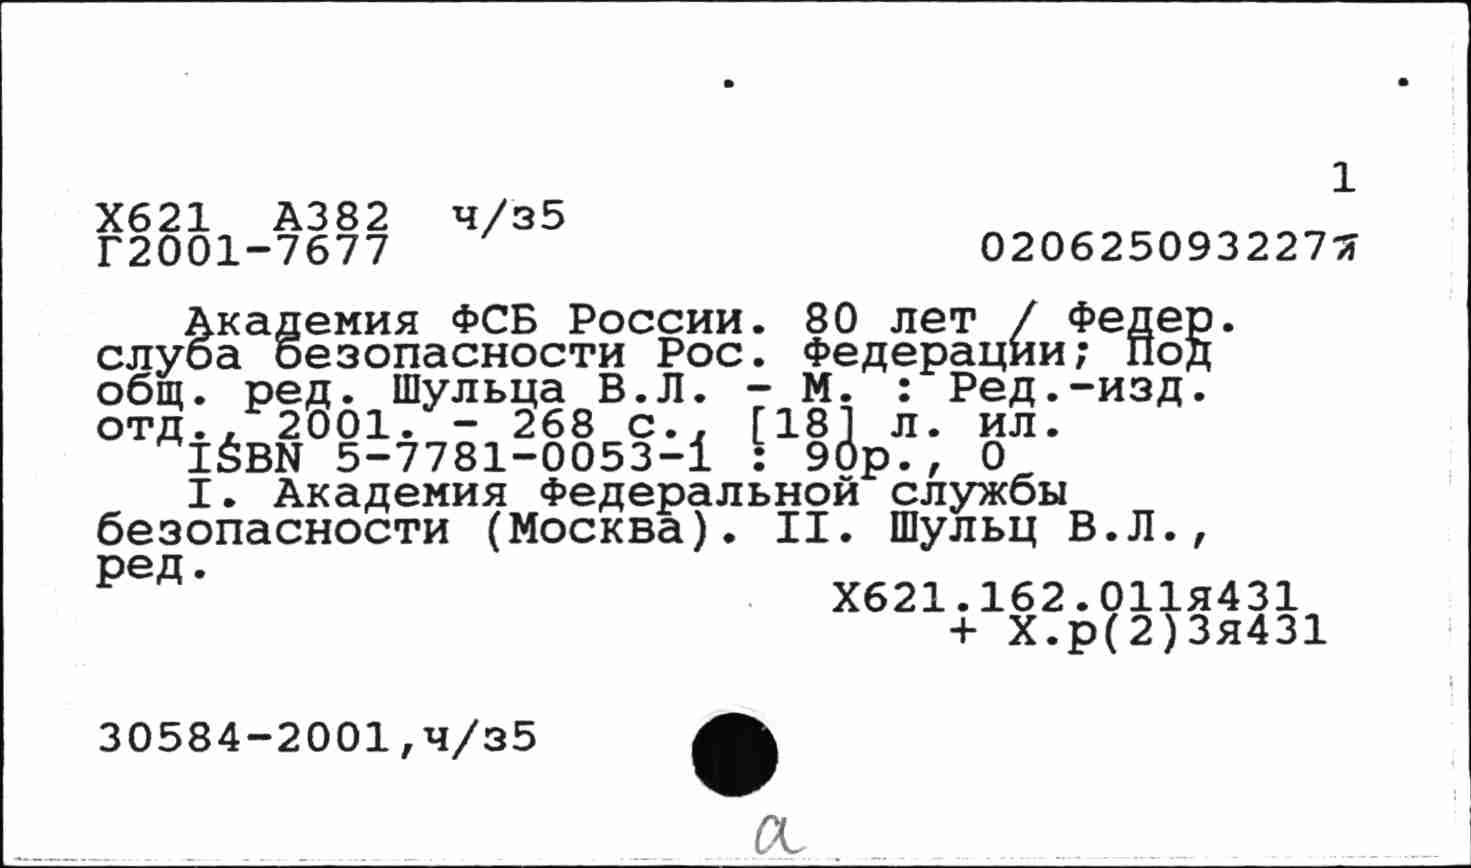 1
Х621 А382 ч/з5
Г2001-7677 020625093227л
Академия ФСБ России. 80 лет / Федер.
слуба безопасности Рос. Федерации; Под
общ. ред. Шульца В.Л. - М. : Ред.-изд.
отд., 2001. - 268 с., [18] л. ил.
ISBN 5-7781-0053-1 : 90р., 0
I. Академия Федеральной службы
безопасности (Москва). II. Шульц В.Л.,
ред.
Х621.162.011я431
+ Х.р(2)3я431
30584-2001,ч/з5
a